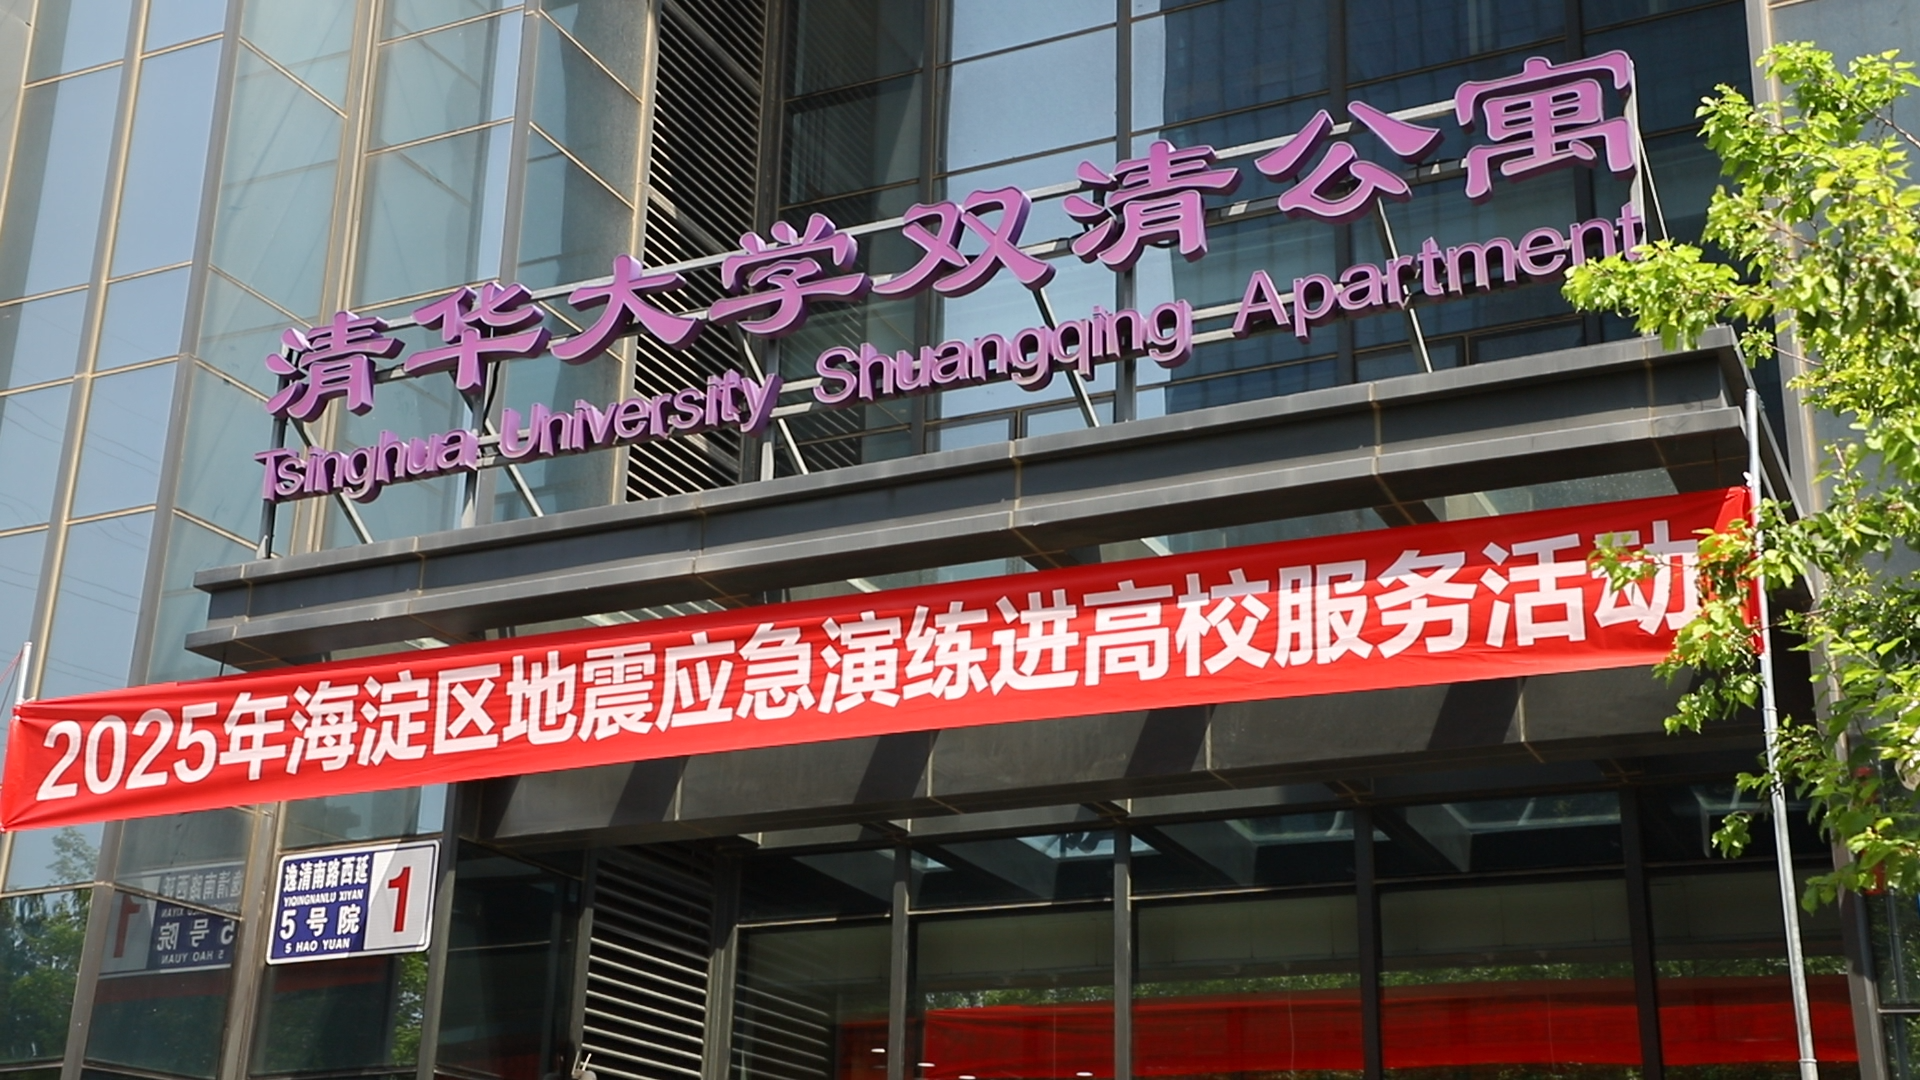 清华大学双清公寓
Tsinghua University Shuangqing Apartment
2025年海淀区地震应急演练进高校服务活动
逸清南路西延
YIQINGNANLU XIYAN
5号院
5 HAO YUAN
1